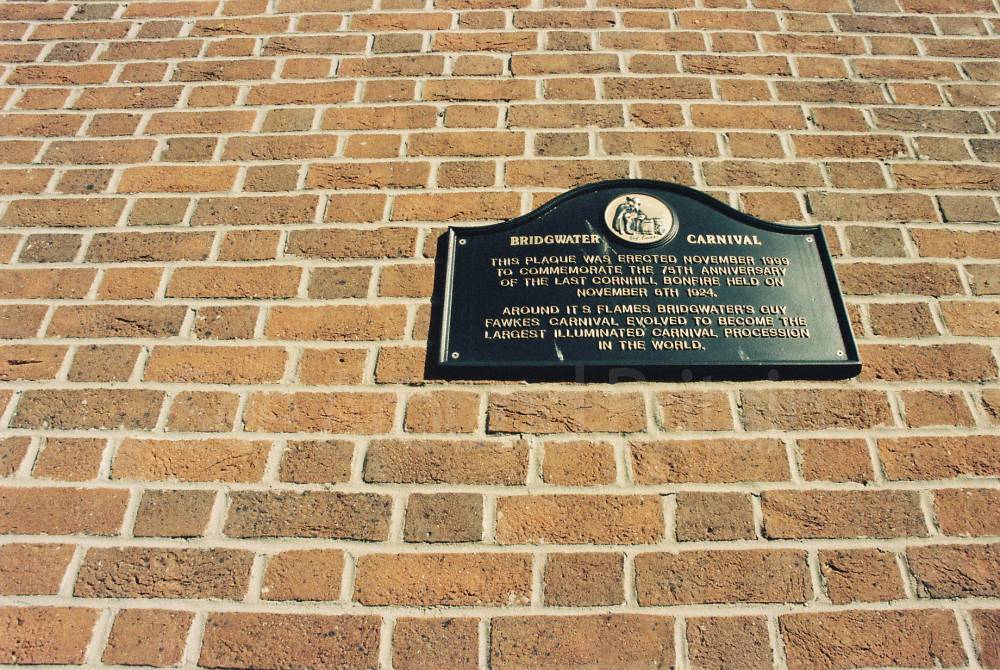 BRIDGWATER CARNIVAL
THIS PLAQUE WAS ERECTED NOVEMBER 1999
TO COMMEMORATE THE 75TH ANNIVERSARY
OF THE LAST CORNHILL BONFIRE HELD ON
NOVEMBER 6TH 1924.
AROUND IT'S FLAMES BRIDGWATER'S GUY
FAWKES CARNIVAL EVOLVED TO BECOME THE
LARGEST ILLUMINATED CARNIVAL PROCESSION
IN THE WORLD.